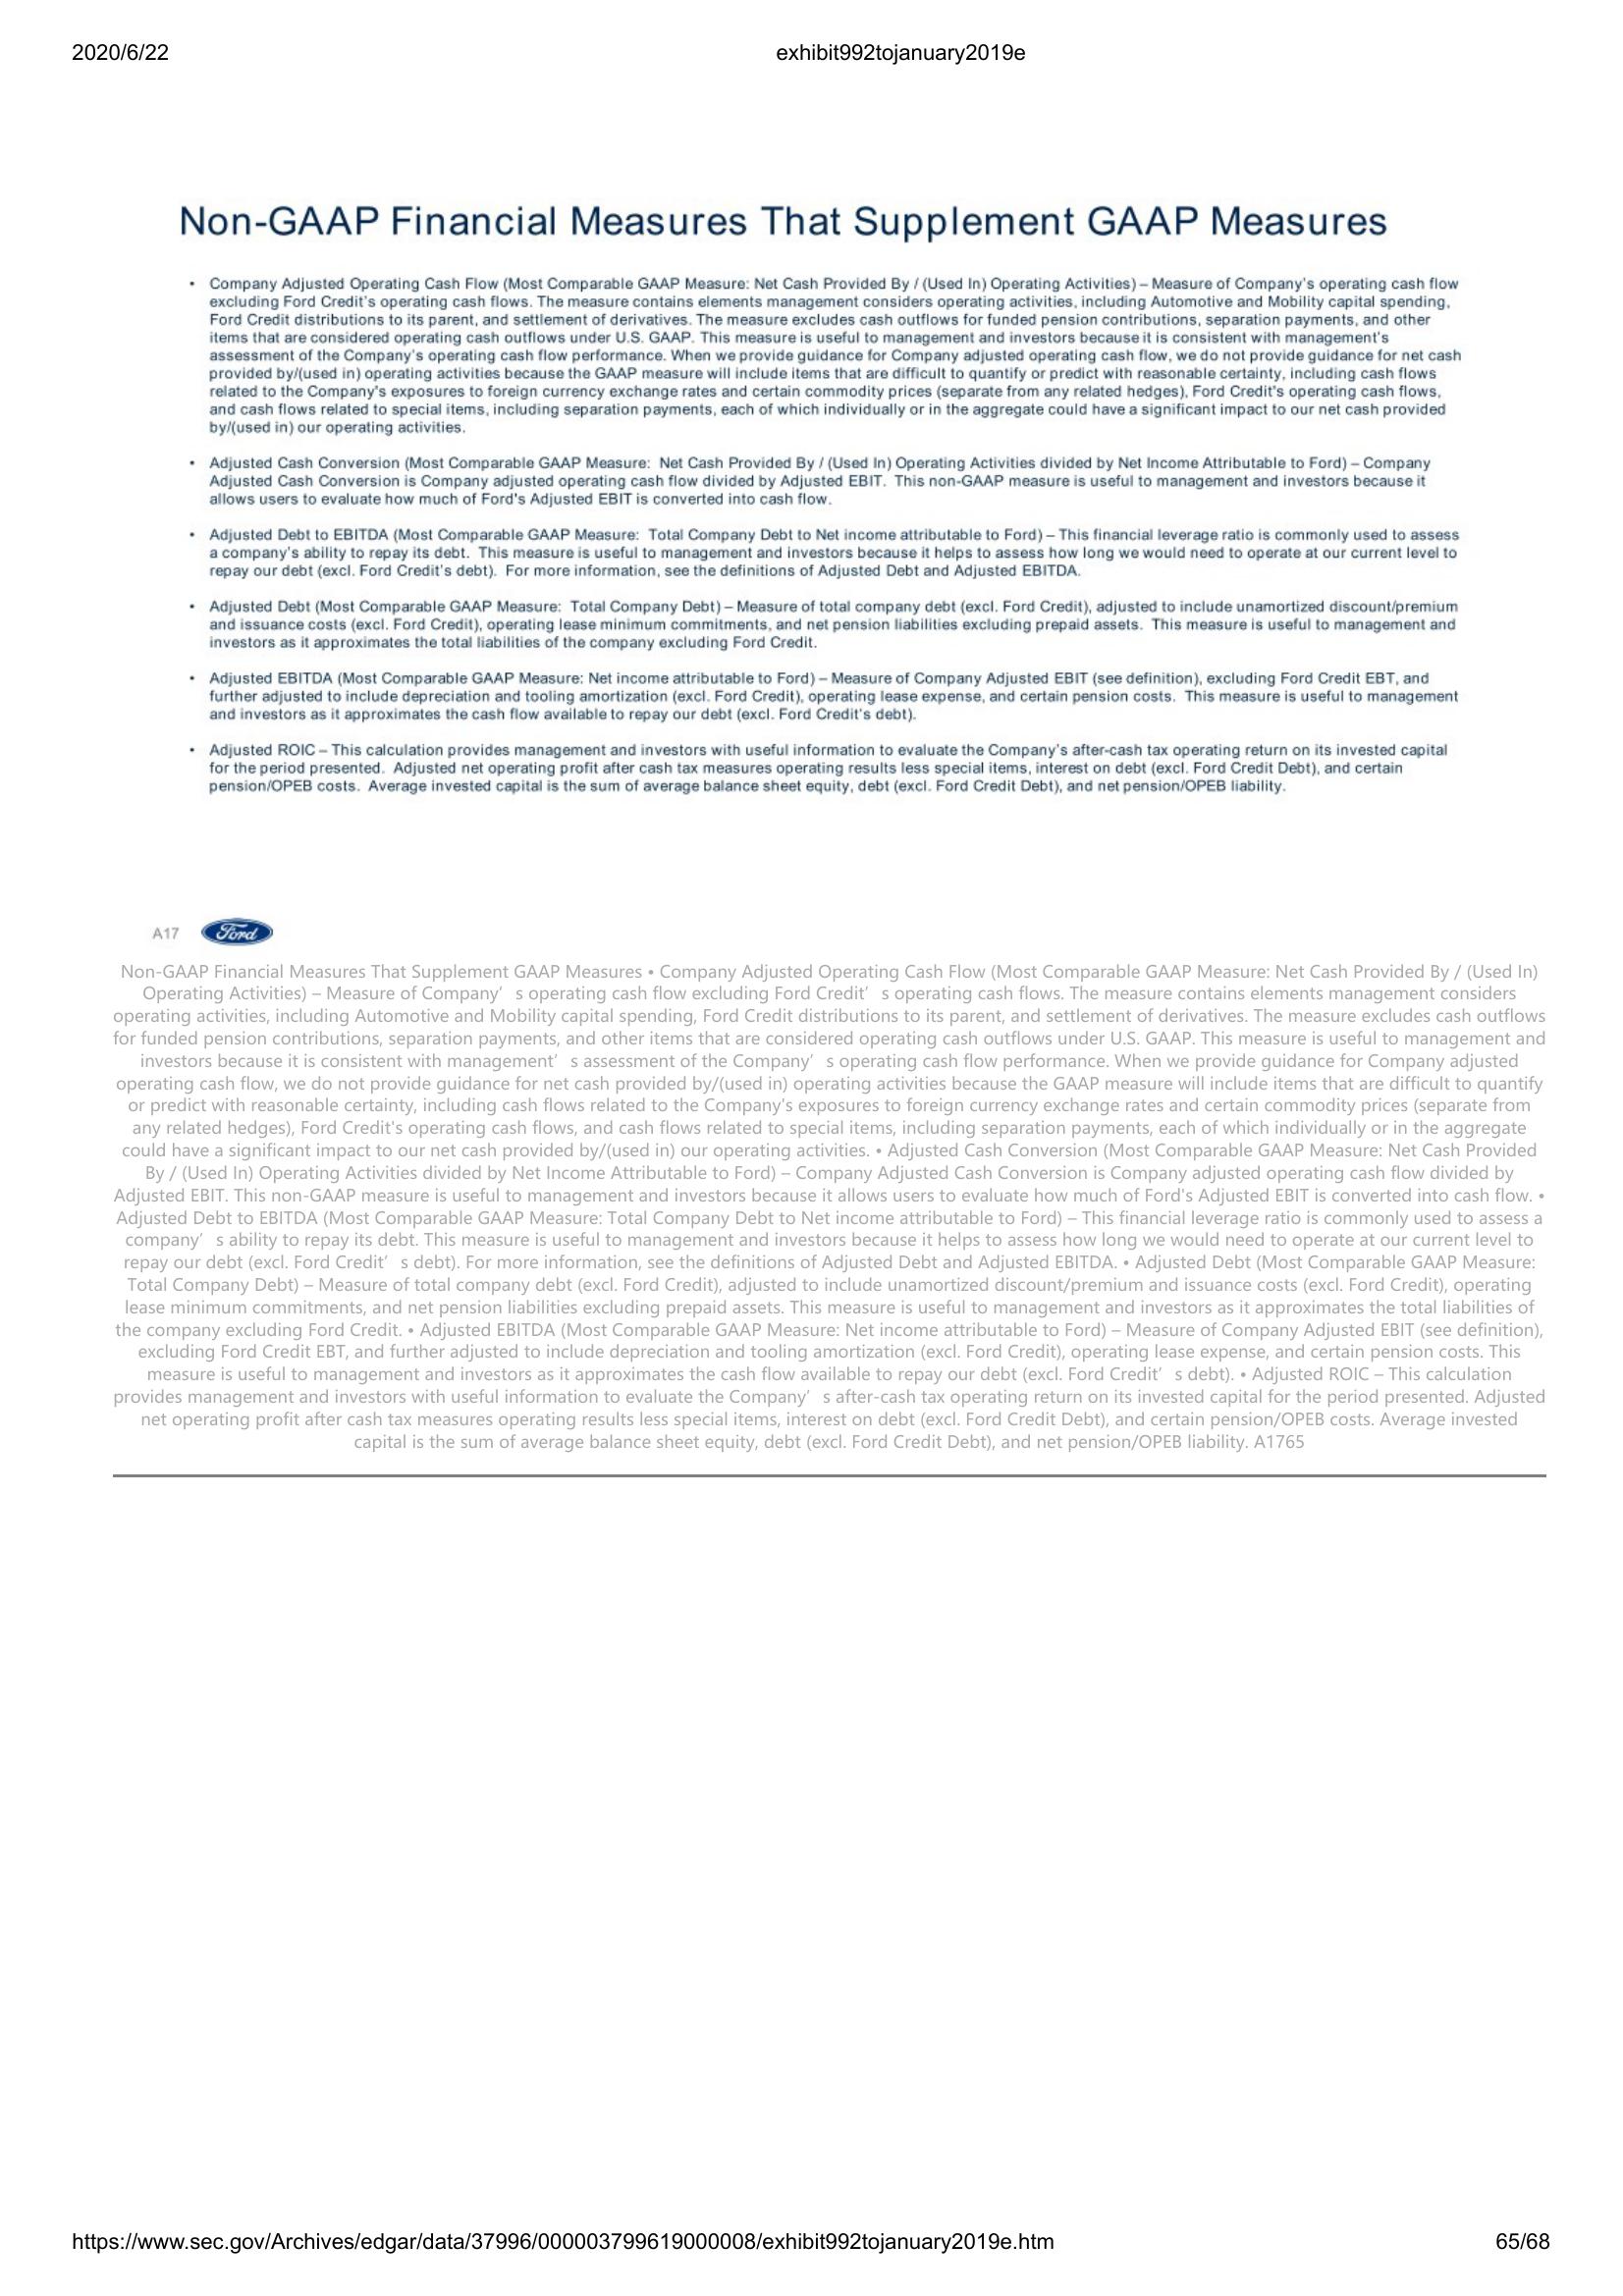 2020/6/22 exhibit992tojanuary2019e
Non-GAAP Financial Measures That Supplement GAAP Measures
• Company Adjusted Operating Cash Flow (Most Comparable GAAP Measure: Net Cash Provided By / (Used In) Operating Activities) – Measure of Company's operating cash flow
excluding Ford Credit's operating cash flows. The measure contains elements management considers operating activities, including Automotive and Mobility capital spending,
Ford Credit distributions to its parent, and settlement of derivatives. The measure excludes cash outflows for funded pension contributions, separation payments, and other
items that are considered operating cash outflows under U.S. GAAP. This measure is useful to management and investors because it is consistent with management's
assessment of the Company's operating cash flow performance. When we provide guidance for Company adjusted operating cash flow, we do not provide guidance for net cash
provided by/(used in) operating activities because the GAAP measure will include items that are difficult to quantify or predict with reasonable certainty, including cash flows
related to the Company's exposures to foreign currency exchange rates and certain commodity prices (separate from any related hedges), Ford Credit's operating cash flows,
and cash flows related to special items, including separation payments, each of which individually or in the aggregate could have a significant impact to our net cash provided
by/(used in) our operating activities.
• Adjusted Cash Conversion (Most Comparable GAAP Measure: Net Cash Provided By / (Used In) Operating Activities divided by Net Income Attributable to Ford) – Company
Adjusted Cash Conversion is Company adjusted operating cash flow divided by Adjusted EBIT. This non-GAAP measure is useful to management and investors because it
allows users to evaluate how much of Ford's Adjusted EBIT is converted into cash flow.
• Adjusted Debt to EBITDA (Most Comparable GAAP Measure: Total Company Debt to Net income attributable to Ford) – This financial leverage ratio is commonly used to assess
a company's ability to repay its debt. This measure is useful to management and investors because it helps to assess how long we would need to operate at our current level to
repay our debt (excl. Ford Credit's debt). For more information, see the definitions of Adjusted Debt and Adjusted EBITDA.
• Adjusted Debt (Most Comparable GAAP Measure: Total Company Debt) – Measure of total company debt (excl. Ford Credit), adjusted to include unamortized discount/premium
and issuance costs (excl. Ford Credit), operating lease minimum commitments, and net pension liabilities excluding prepaid assets. This measure is useful to management and
investors as it approximates the total liabilities of the company excluding Ford Credit.
• Adjusted EBITDA (Most Comparable GAAP Measure: Net income attributable to Ford) – Measure of Company Adjusted EBIT (see definition), excluding Ford Credit EBT, and
further adjusted to include depreciation and tooling amortization (excl. Ford Credit), operating lease expense, and certain pension costs. This measure is useful to management
and investors as it approximates the cash flow available to repay our debt (excl. Ford Credit's debt).
• Adjusted ROIC – This calculation provides management and investors with useful information to evaluate the Company's after-cash tax operating return on its invested capital
for the period presented. Adjusted net operating profit after cash tax measures operating results less special items, interest on debt (excl. Ford Credit Debt), and certain
pension/OPEB costs. Average invested capital is the sum of average balance sheet equity, debt (excl. Ford Credit Debt), and net pension/OPEB liability.
A17 Ford
Non-GAAP Financial Measures That Supplement GAAP Measures • Company Adjusted Operating Cash Flow (Most Comparable GAAP Measure: Net Cash Provided By / (Used In)
Operating Activities) – Measure of Company’s operating cash flow excluding Ford Credit’s operating cash flows. The measure contains elements management considers
operating activities, including Automotive and Mobility capital spending, Ford Credit distributions to its parent, and settlement of derivatives. The measure excludes cash outflows
for funded pension contributions, separation payments, and other items that are considered operating cash outflows under U.S. GAAP. This measure is useful to management and
investors because it is consistent with management’s assessment of the Company’s operating cash flow performance. When we provide guidance for Company adjusted
operating cash flow, we do not provide guidance for net cash provided by/(used in) operating activities because the GAAP measure will include items that are difficult to quantify
or predict with reasonable certainty, including cash flows related to the Company's exposures to foreign currency exchange rates and certain commodity prices (separate from
any related hedges), Ford Credit's operating cash flows, and cash flows related to special items, including separation payments, each of which individually or in the aggregate
could have a significant impact to our net cash provided by/(used in) our operating activities. • Adjusted Cash Conversion (Most Comparable GAAP Measure: Net Cash Provided
By / (Used In) Operating Activities divided by Net Income Attributable to Ford) – Company Adjusted Cash Conversion is Company adjusted operating cash flow divided by
Adjusted EBIT. This non-GAAP measure is useful to management and investors because it allows users to evaluate how much of Ford's Adjusted EBIT is converted into cash flow. •
Adjusted Debt to EBITDA (Most Comparable GAAP Measure: Total Company Debt to Net income attributable to Ford) – This financial leverage ratio is commonly used to assess a
company’s ability to repay its debt. This measure is useful to management and investors because it helps to assess how long we would need to operate at our current level to
repay our debt (excl. Ford Credit’s debt). For more information, see the definitions of Adjusted Debt and Adjusted EBITDA. • Adjusted Debt (Most Comparable GAAP Measure:
Total Company Debt) – Measure of total company debt (excl. Ford Credit), adjusted to include unamortized discount/premium and issuance costs (excl. Ford Credit), operating
lease minimum commitments, and net pension liabilities excluding prepaid assets. This measure is useful to management and investors as it approximates the total liabilities of
the company excluding Ford Credit. • Adjusted EBITDA (Most Comparable GAAP Measure: Net income attributable to Ford) – Measure of Company Adjusted EBIT (see definition),
excluding Ford Credit EBT, and further adjusted to include depreciation and tooling amortization (excl. Ford Credit), operating lease expense, and certain pension costs. This
measure is useful to management and investors as it approximates the cash flow available to repay our debt (excl. Ford Credit’s debt). • Adjusted ROIC – This calculation
provides management and investors with useful information to evaluate the Company’s after-cash tax operating return on its invested capital for the period presented. Adjusted
net operating profit after cash tax measures operating results less special items, interest on debt (excl. Ford Credit Debt), and certain pension/OPEB costs. Average invested
capital is the sum of average balance sheet equity, debt (excl. Ford Credit Debt), and net pension/OPEB liability. A1765
https://www.sec.gov/Archives/edgar/data/37996/000003799619000008/exhibit992tojanuary2019e.htm 65/68